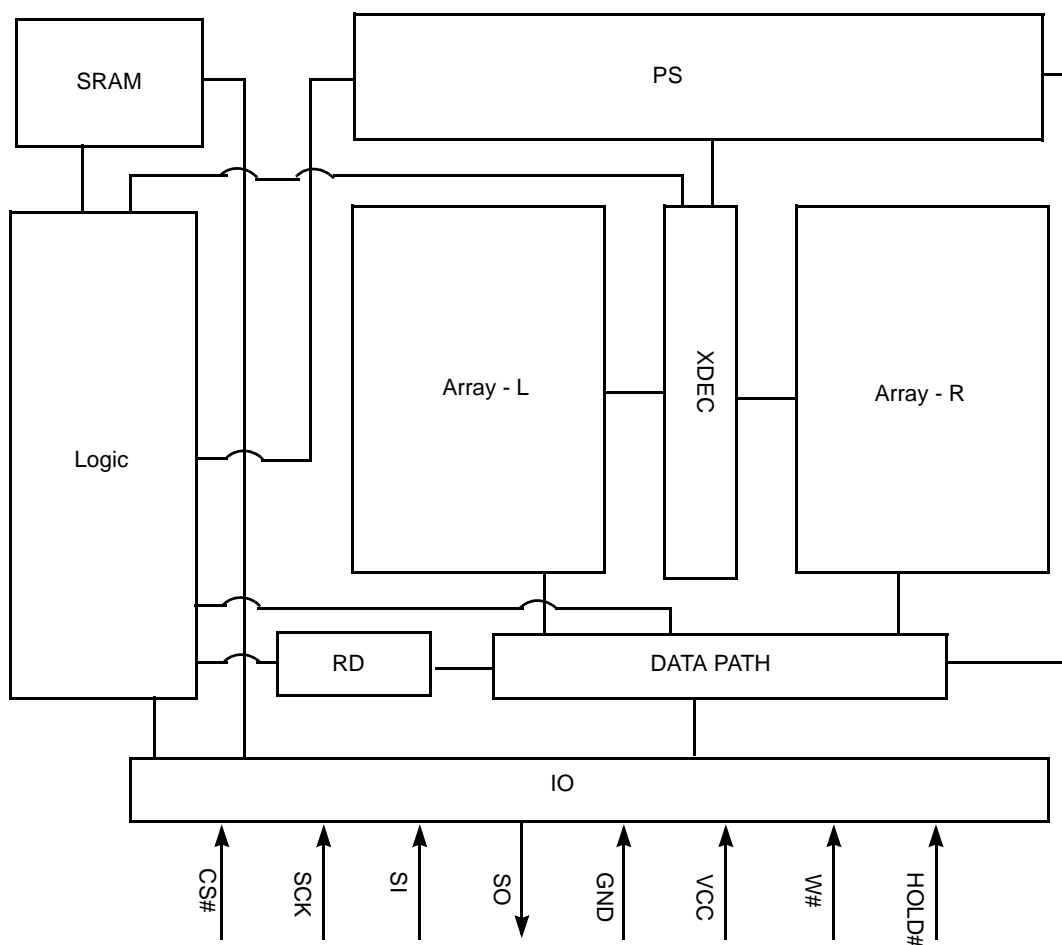 SRAM
PS
Array - L
XDEC
Array - R
Logic
RD
DATA PATH
IO
CS#
SCK
SI
SO
GND
VCC
W#
HOLD#